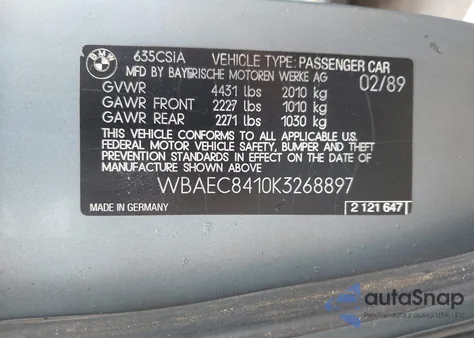 BMW
635CSiA VEHICLE TYPE: PASSENGER CAR
MFD BY BAYERISCHE MOTOREN WERKE AG 02/89
GVWR 4431 lbs 2010 kg
GAWR FRONT 2227 lbs 1010 kg
GAWR REAR 2271 lbs 1030 kg
THIS VEHICLE CONFORMS TO ALL APPLICABLE U.S.
FEDERAL MOTOR VEHICLE SAFETY, BUMPER AND THEFT
PREVENTION STANDARDS IN EFFECT ON THE DATE
OF MANUFACTURE SHOWN ABOVE.
WBAEC8410K3268897
MADE IN GERMANY 2 121 647
autoSnap